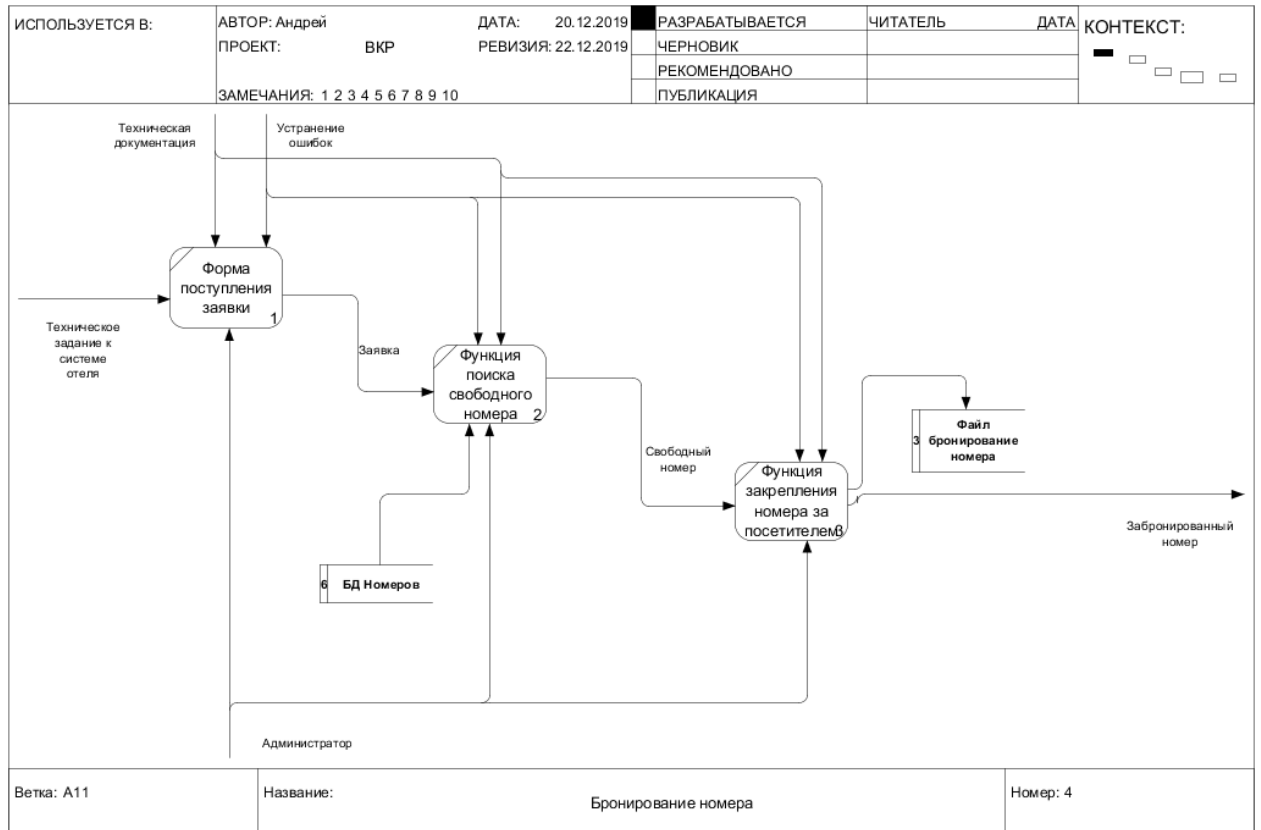 ИСПОЛЬЗУЕТСЯ В:
АВТОР: Андрей
ДАТА: 20.12.2019
ПРОЕКТ: ВКР
РЕВИЗИЯ: 22.12.2019
ЗАМЕЧАНИЯ: 1 2 3 4 5 6 7 8 9 10
РАЗРАБАТЫВАЕТСЯ
ЧЕРНОВИК
РЕКОМЕНДОВАНО
ПУБЛИКАЦИЯ
ЧИТАТЕЛЬ
ДАТА
КОНТЕКСТ:
Техническая
документация
Устранение
ошибок
Форма
поступления
заявки
1
Техническое
задание к
системе
отеля
Заявка
Функция
поиска
свободного
номера 2
Свободный
номер
Файл
3 бронирование
номера
Функция
закрепления
номера за
посетителем3
Забронированный
номер
6 БД Номеров
Администратор
Ветка: A11
Название:
Бронирование номера
Номер: 4